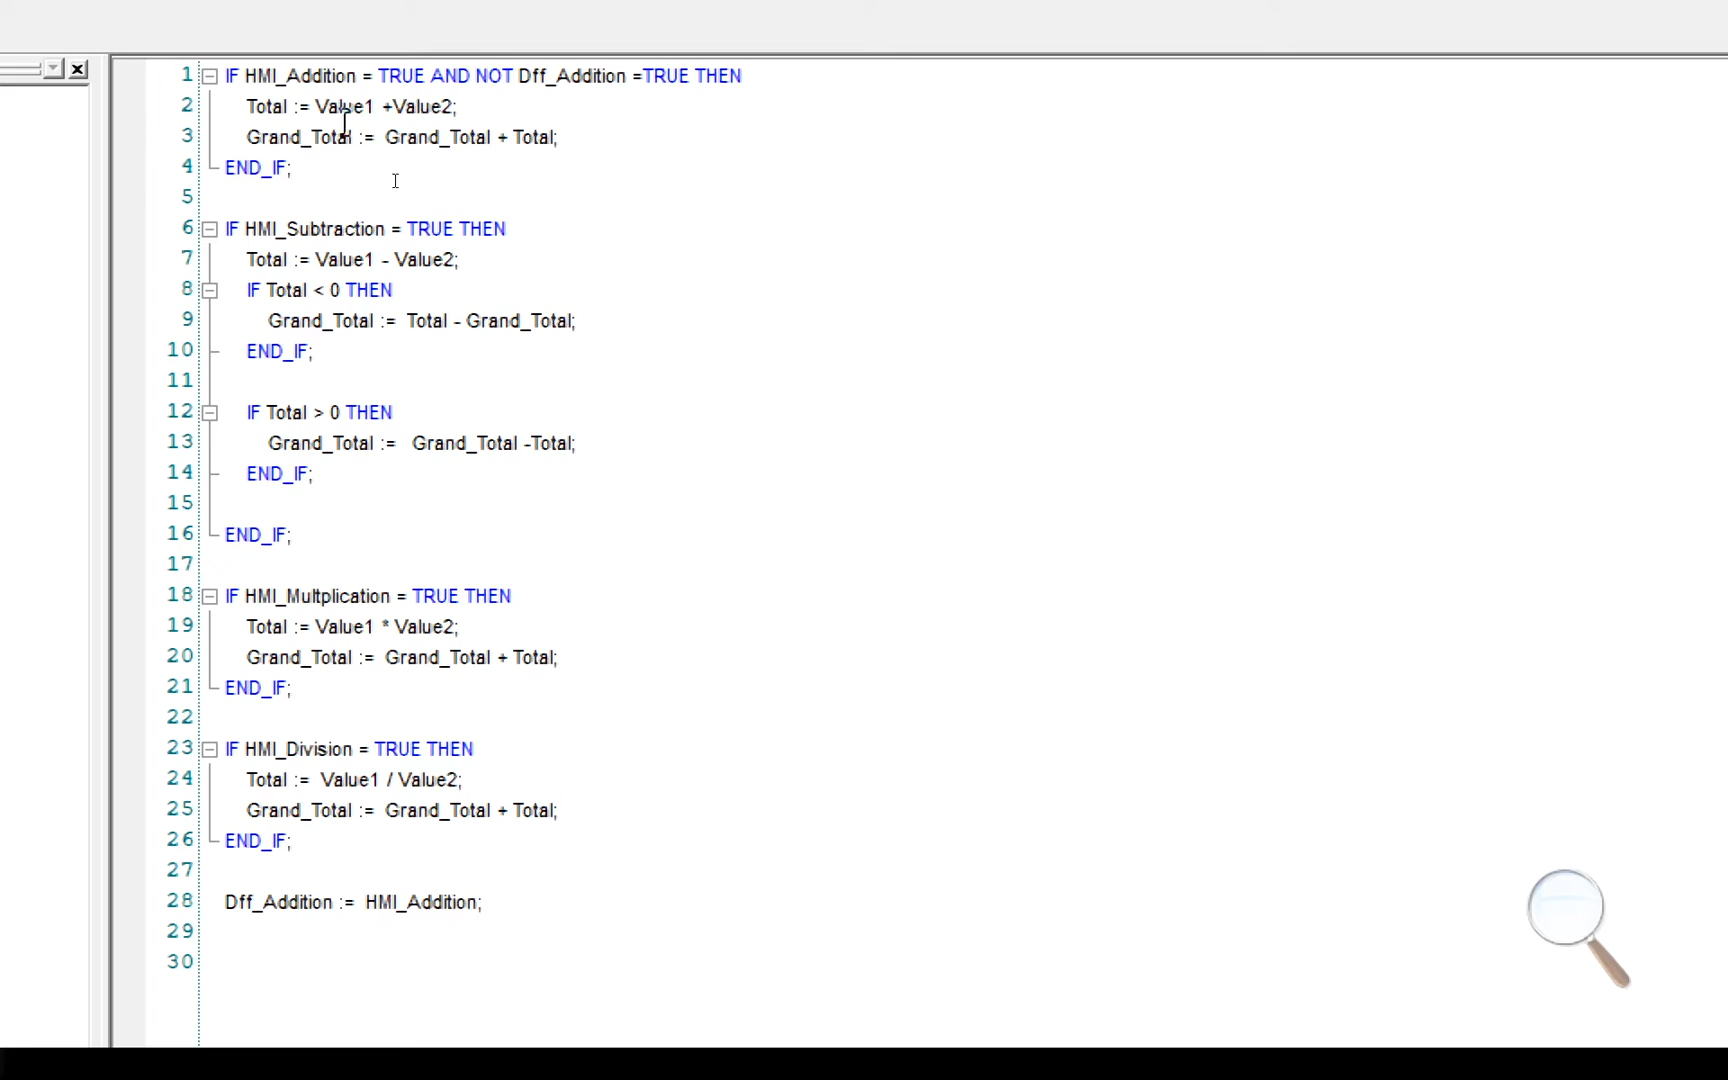 1 IF HMI_Addition = TRUE AND NOT Dff_Addition =TRUE THEN
2 Total := Value1 +Value2;
3 Grand_Total := Grand_Total + Total;
4 END_IF;
5
6 IF HMI_Subtraction = TRUE THEN
7 Total := Value1 - Value2;
8 IF Total < 0 THEN
9 Grand_Total := Total - Grand_Total;
10 END_IF;
11
12 IF Total > 0 THEN
13 Grand_Total := Grand_Total -Total;
14 END_IF;
15
16 END_IF;
17
18 IF HMI_Multplication = TRUE THEN
19 Total := Value1 * Value2;
20 Grand_Total := Grand_Total + Total;
21 END_IF;
22
23 IF HMI_Division = TRUE THEN
24 Total := Value1 / Value2;
25 Grand_Total := Grand_Total + Total;
26 END_IF;
27
28 Dff_Addition := HMI_Addition;
29
30